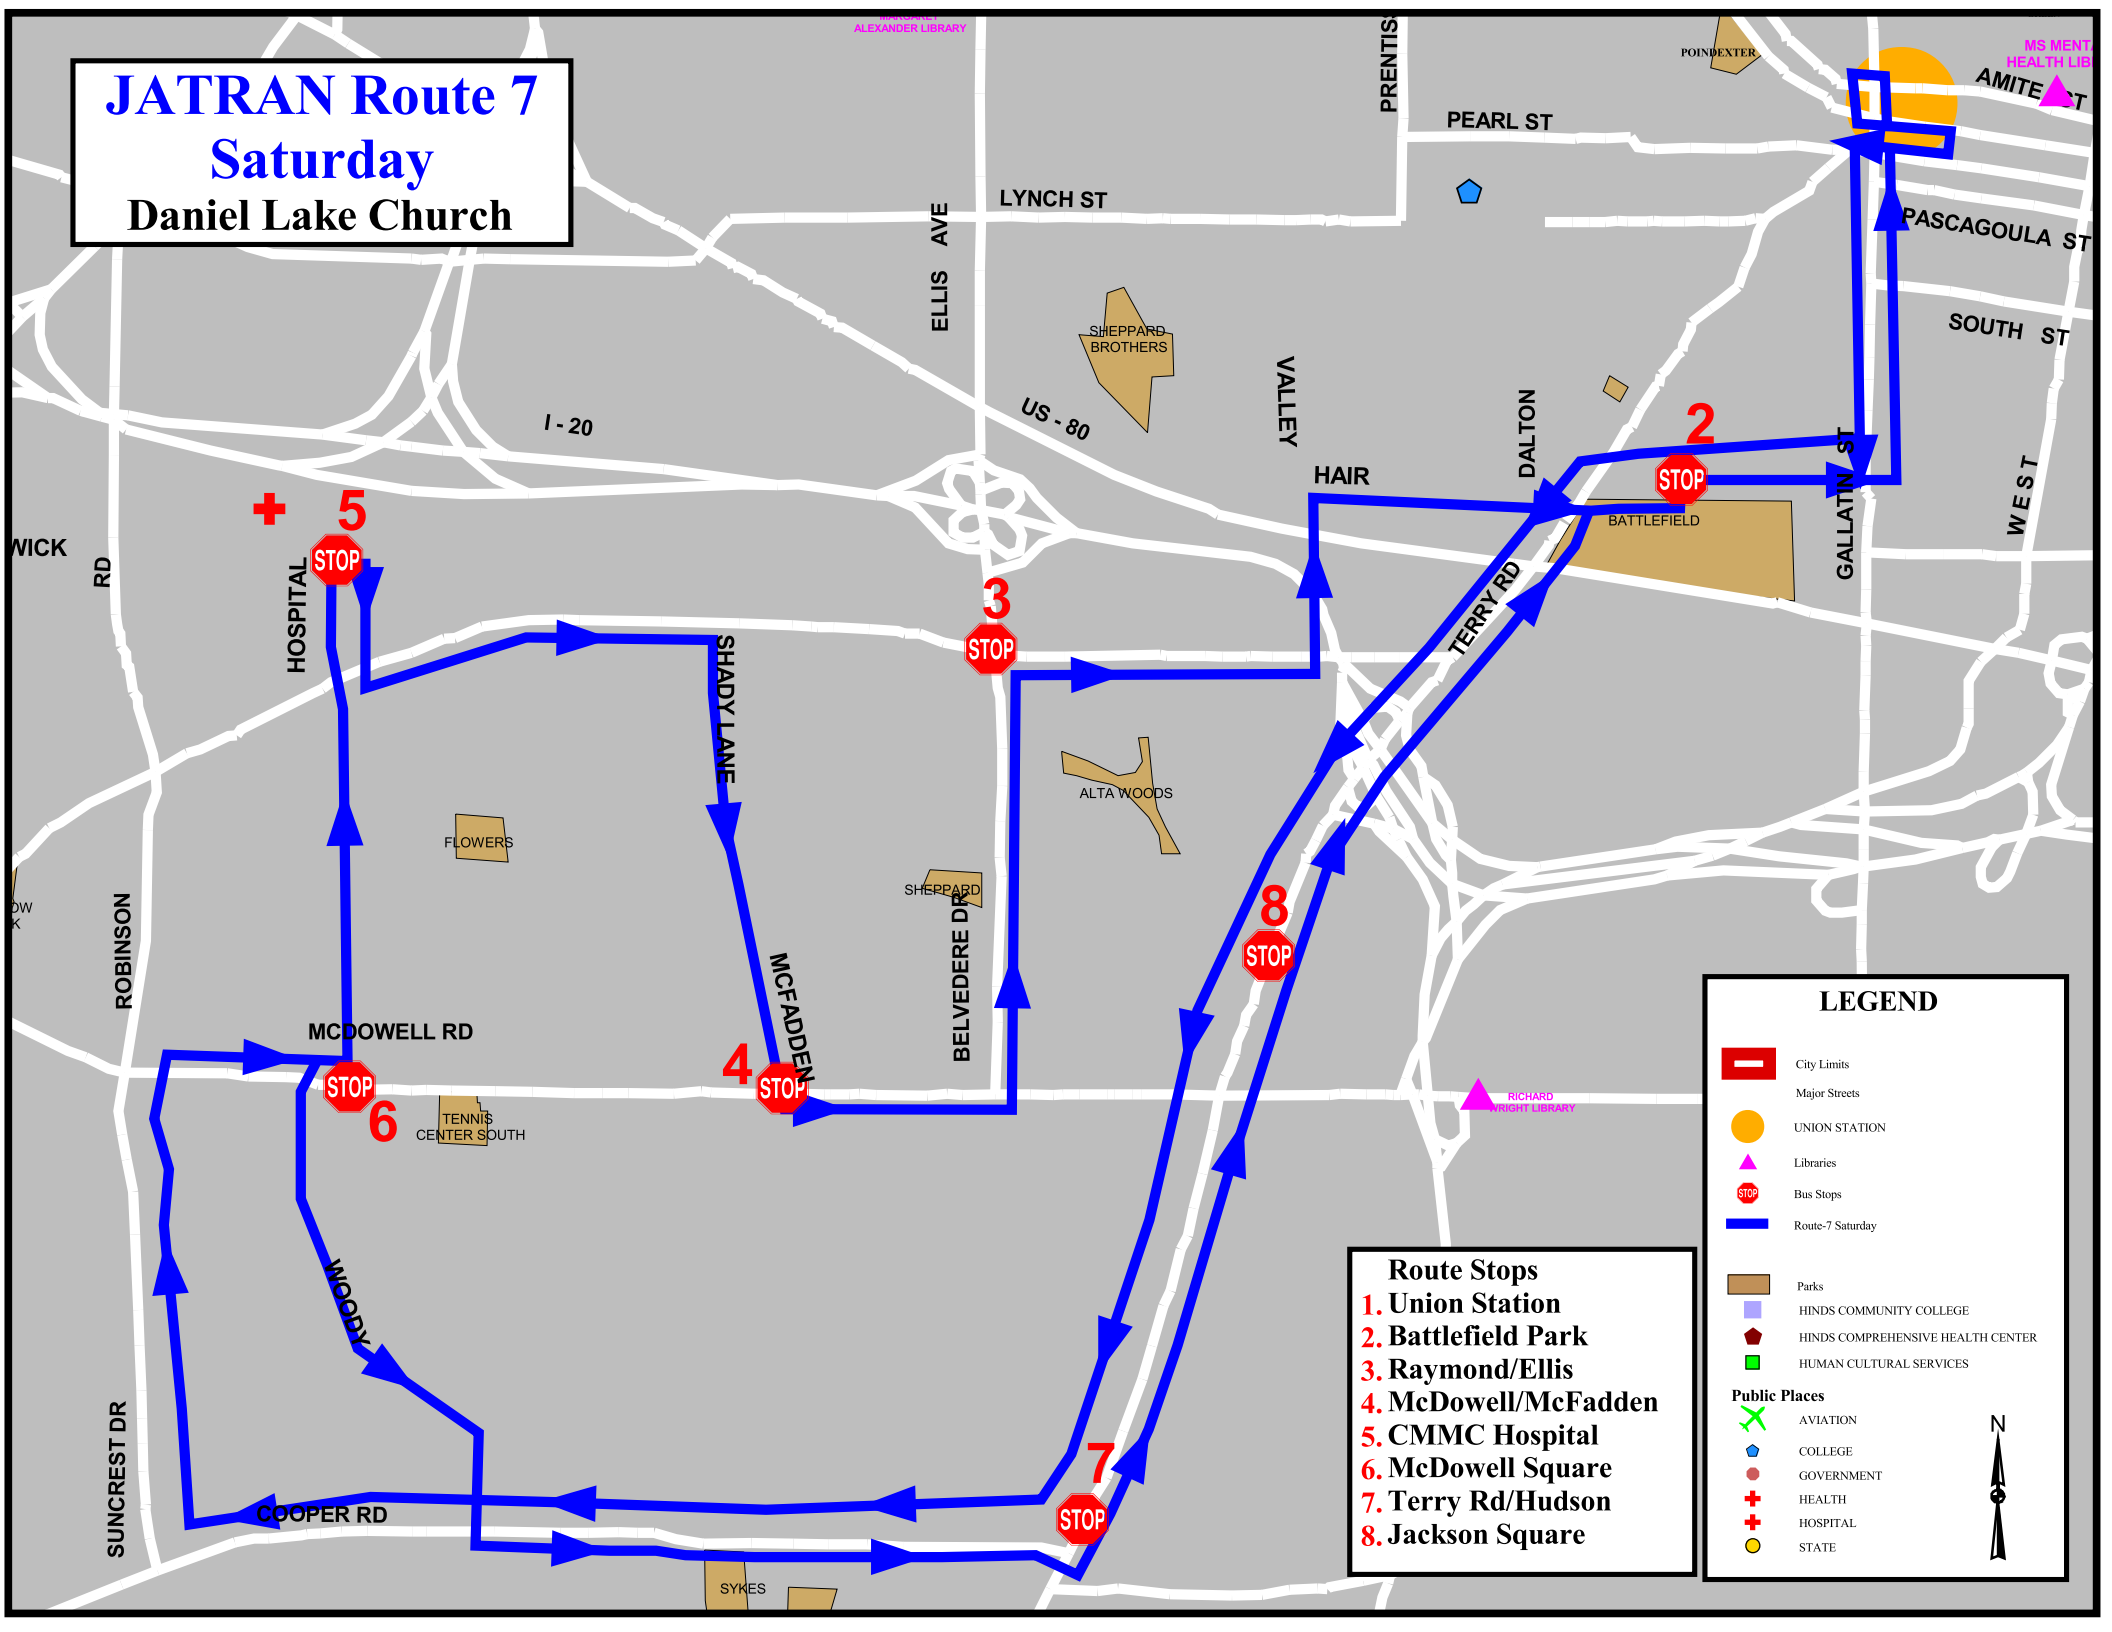 MARGARET
ALEXANDER LIBRARY
JATRAN Route 7
Saturday
Daniel Lake Church
POINDEXTER
MS MENTA
HEALTH LIB
AMITE ST
PEARL ST
LYNCH ST
ELLIS AVE
PASCAGOULA ST
SOUTH ST
SHEPPARD
BROTHERS
VALLEY
US - 80
I - 20
DALTON
HAIR
2
STOP
BATTLEFIELD
GALLATIN ST
WEST
WICK
RD
5
STOP
HOSPITAL
3
STOP
TERRY RD
SHADY LANE
ALTA WOODS
FLOWERS
SHEPPARD
BELVEDERE DR
8
STOP
ROBINSON
MCDOWELL RD
MCFADDEN
4
STOP
STOP
6
TENNIS
CENTER SOUTH
RICHARD
WRIGHT LIBRARY
OW
K
WOODY
SUNCREST DR
COOPER RD
7
STOP
SYKES
Route Stops
1. Union Station
2. Battlefield Park
3. Raymond/Ellis
4. McDowell/McFadden
5. CMMC Hospital
6. McDowell Square
7. Terry Rd/Hudson
8. Jackson Square
LEGEND
City Limits
Major Streets
UNION STATION
Libraries
STOP Bus Stops
Route-7 Saturday
Parks
HINDS COMMUNITY COLLEGE
HINDS COMPREHENSIVE HEALTH CENTER
HUMAN CULTURAL SERVICES
Public Places
AVIATION
COLLEGE
GOVERNMENT
HEALTH
HOSPITAL
STATE
N
PRENTISS